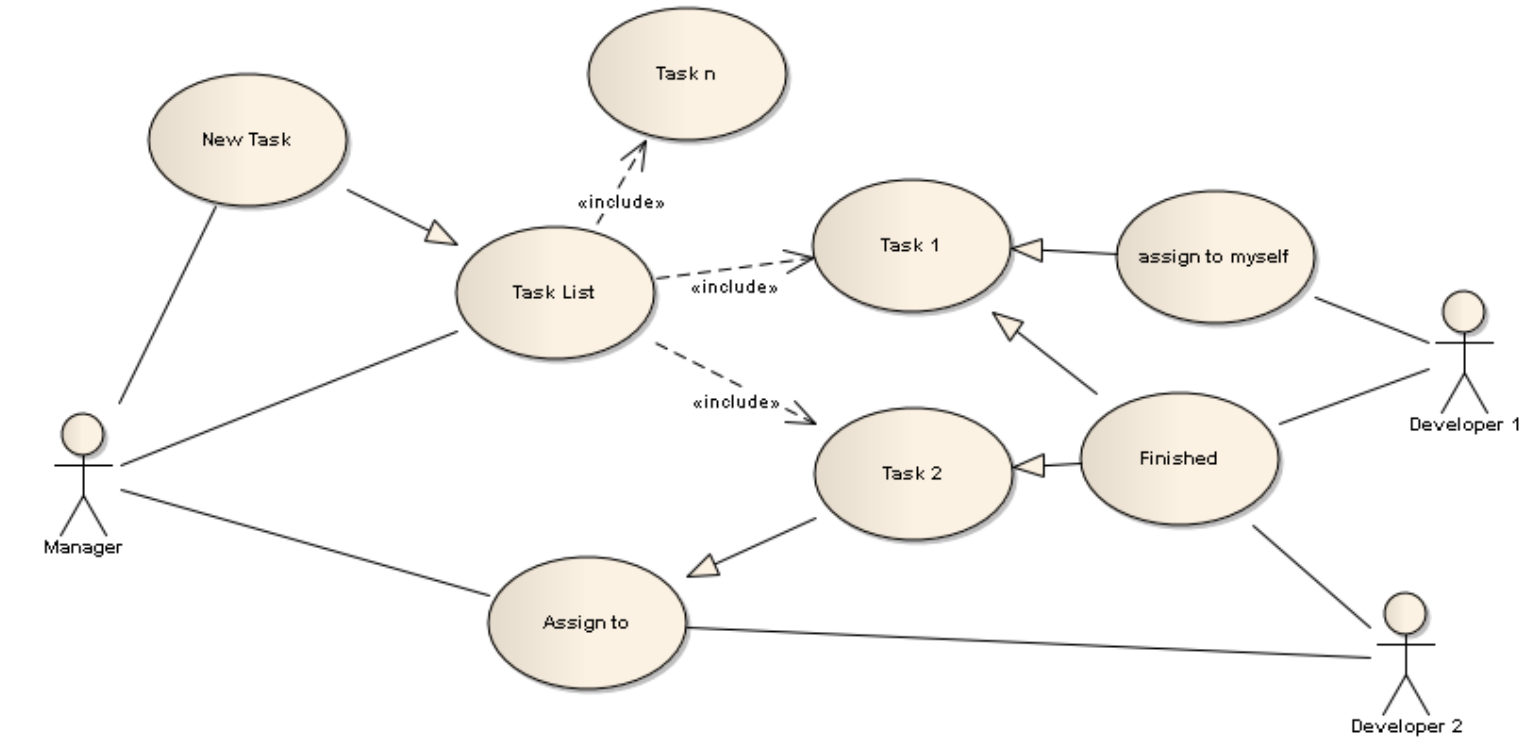 Task n
New Task
«include»
Task 1
assign to myself
Task List
«include»
«include»
Developer 1
Finished
Task 2
Manager
Assign to
Developer 2